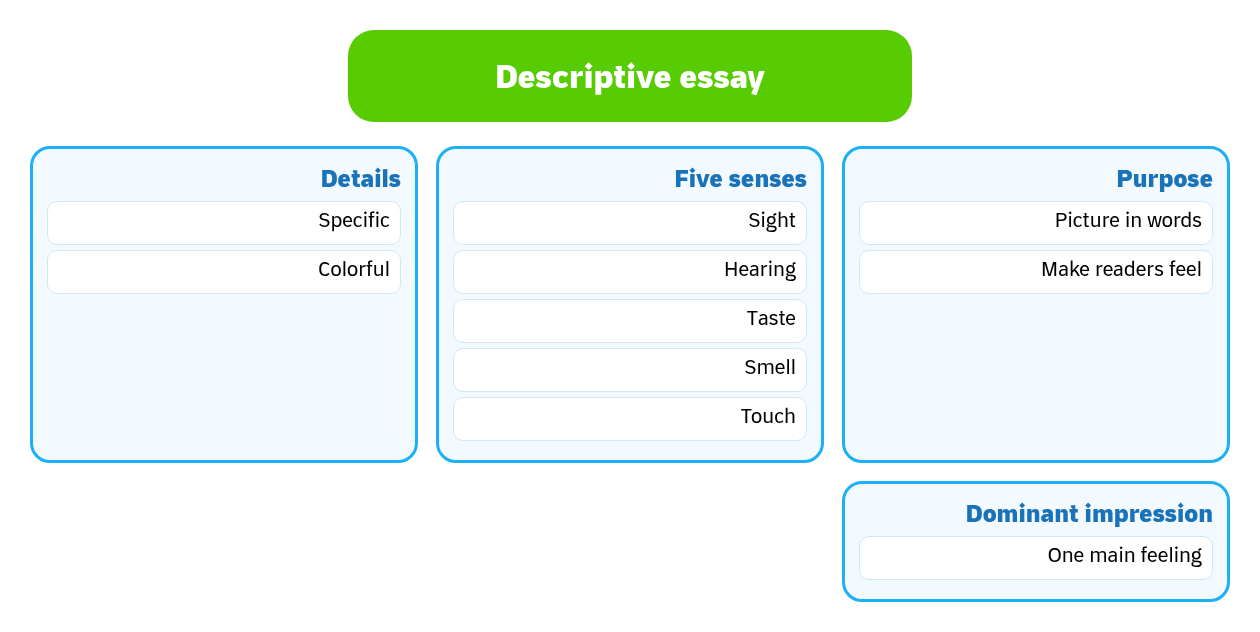 Descriptive essay
Purpose
Picture in words
Make readers feel
Five senses
Sight
Hearing
Taste
Smell
Touch
Details
Specific
Colorful
Dominant impression
One main feeling